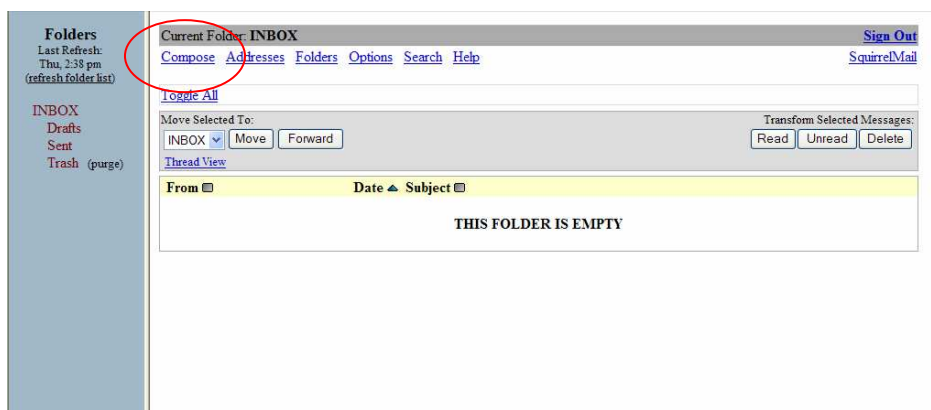 Folders
Last Refresh:
Thu, 2:38 pm
(refresh folder list)
INBOX
Drafts
Sent
Trash (purge)
Current Folder: INBOX Sign Out
Compose Addresses Folders Options Search Help SquirrelMail
Toggle All
Move Selected To: Transform Selected Messages:
INBOX Move Forward Read Unread Delete
Thread View
From Date Subject
THIS FOLDER IS EMPTY